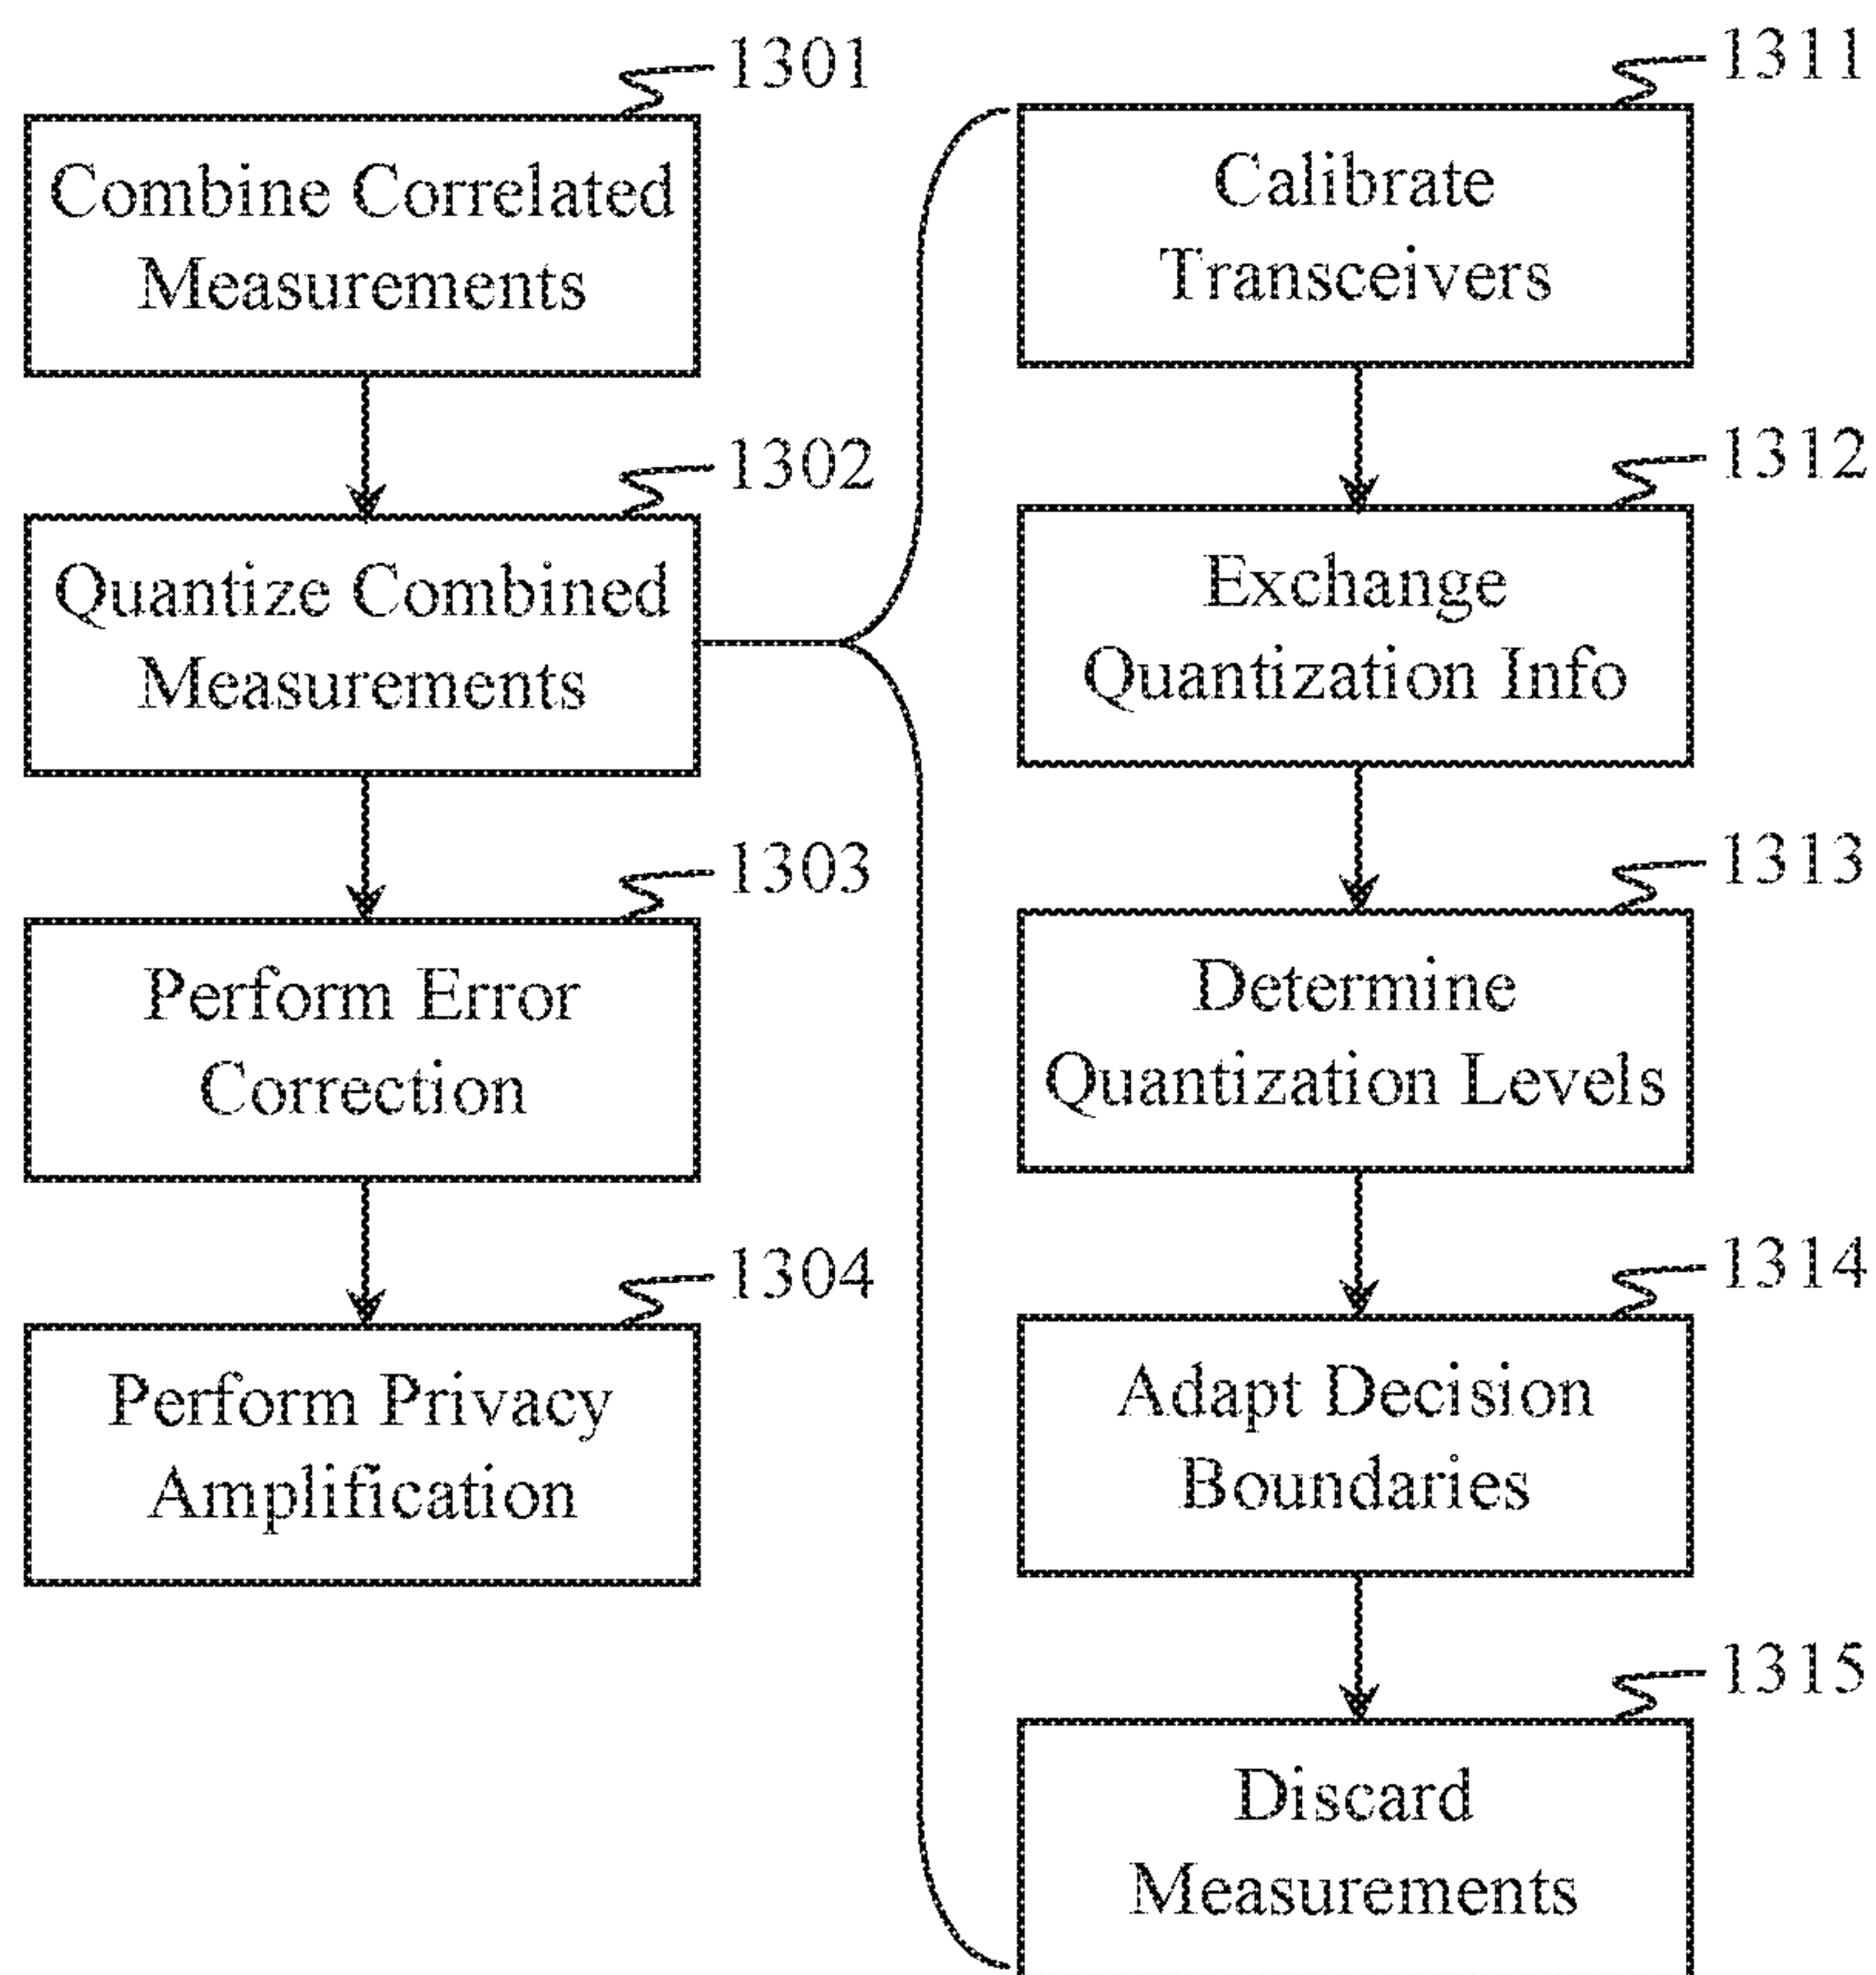 1301
Combine Correlated
Measurements
1302
Quantize Combined
Measurements
1303
Perform Error
Correction
1304
Perform Privacy
Amplification
1311
Calibrate
Transceivers
1312
Exchange
Quantization Info
1313
Determine
Quantization Levels
1314
Adapt Decision
Boundaries
1315
Discard
Measurements